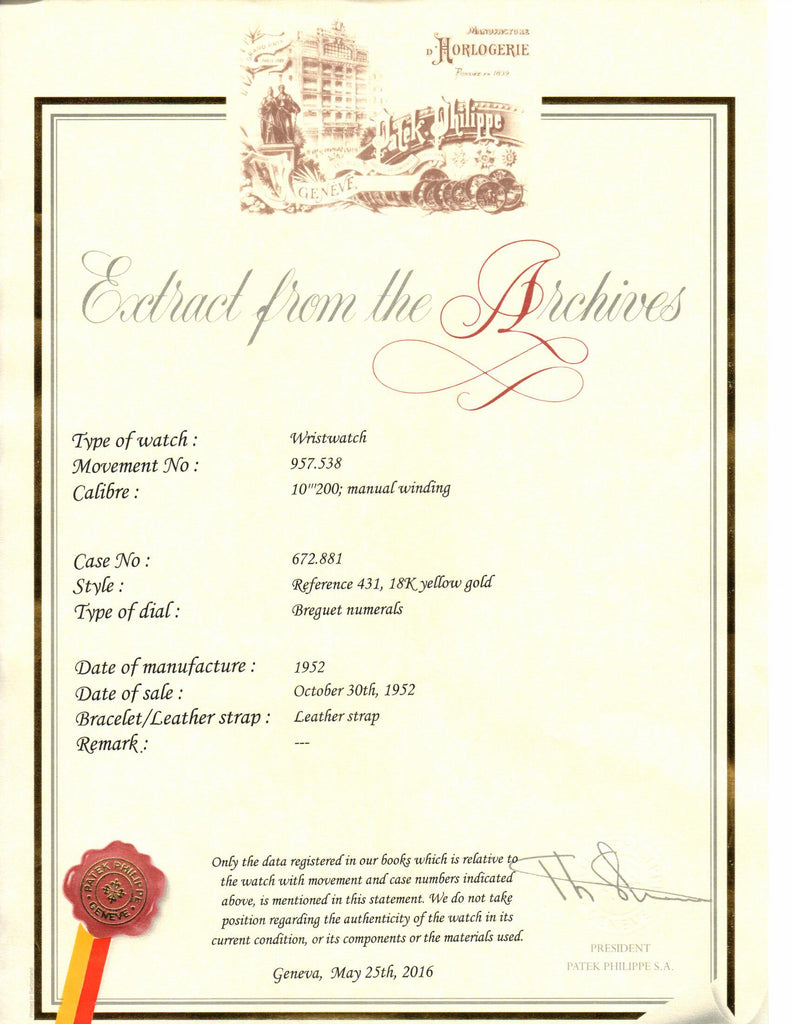 MANUFACTURE
D'HORLOGERIE
FONDÉE EN 1839
Patek Philippe
GENÈVE
Extract from the Archives
Type of watch : Wristwatch
Movement No : 957.538
Calibre : 10'''200; manual winding
Case No : 672.881
Style : Reference 431, 18K yellow gold
Type of dial : Breguet numerals
Date of manufacture : 1952
Date of sale : October 30th, 1952
Bracelet/Leather strap : Leather strap
Remark : ---
Only the data registered in our books which is relative to
the watch with movement and case numbers indicated
above, is mentioned in this statement. We do not take
position regarding the authenticity of the watch in its
current condition, or its components or the materials used.
Geneva, May 25th, 2016
PATEK PHILIPPE
GENEVE
PRESIDENT
PATEK PHILIPPE S.A.